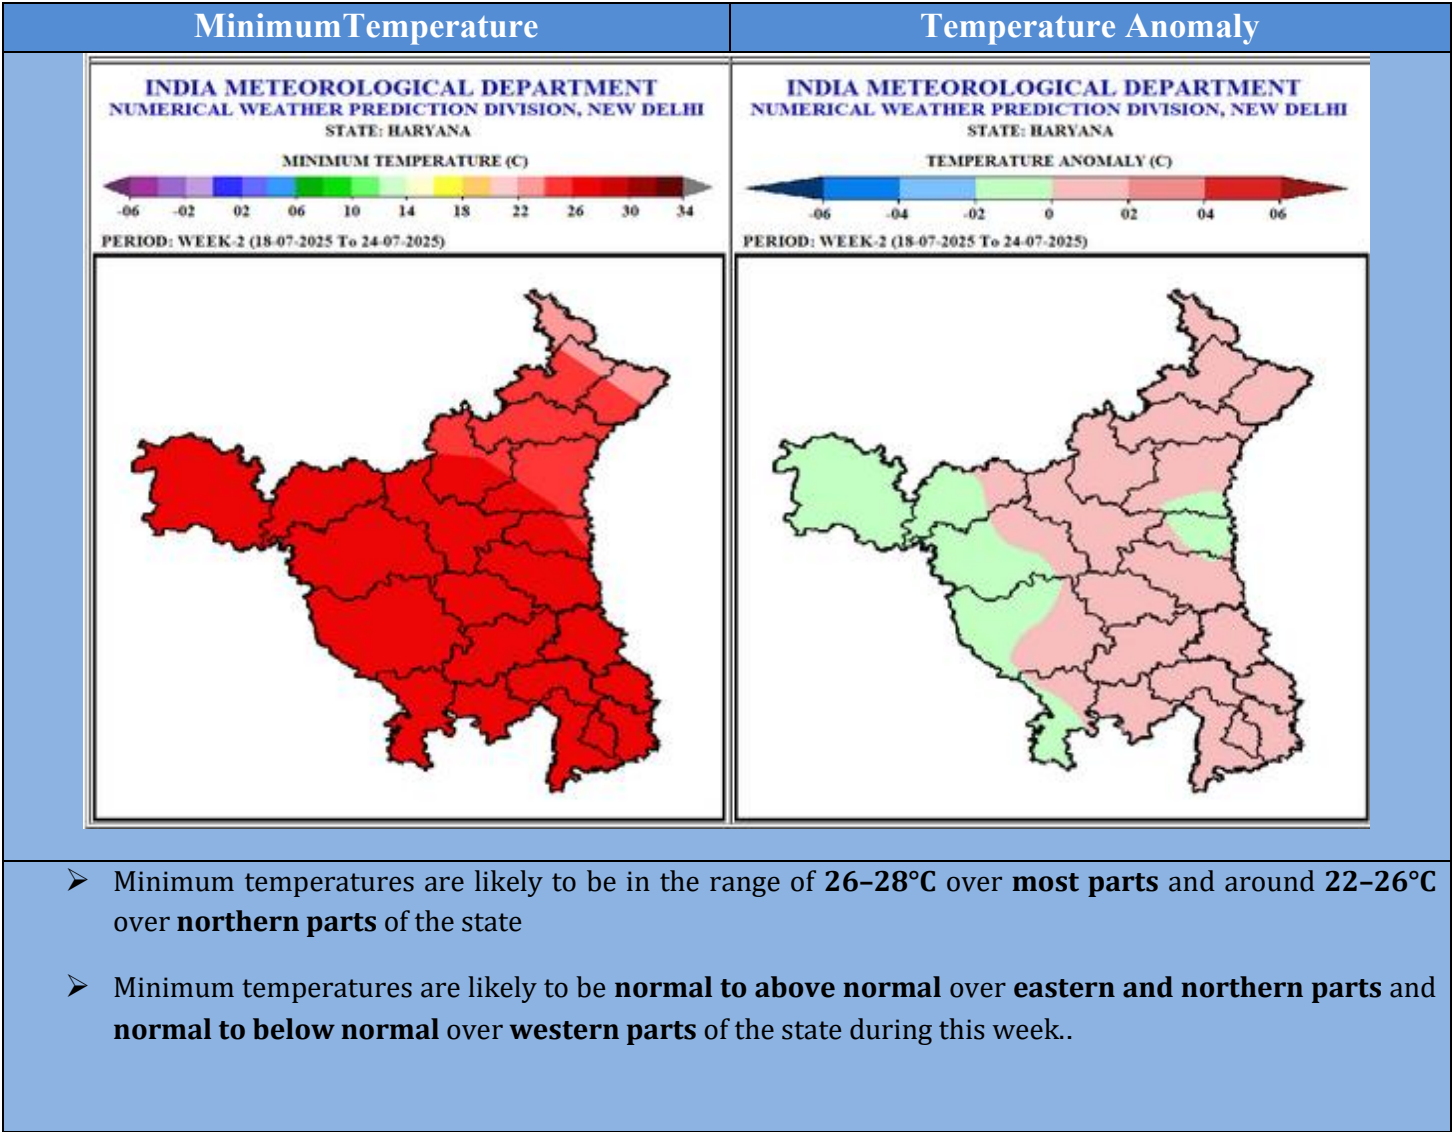 MinimumTemperature
Temperature Anomaly
INDIA METEOROLOGICAL DEPARTMENT
NUMERICAL WEATHER PREDICTION DIVISION, NEW DELHI
STATE: HARYANA
MINIMUM TEMPERATURE (C)
-06 -02 02 06 10 14 18 22 26 30 34
PERIOD: WEEK-2 (18-07-2025 To 24-07-2025)
INDIA METEOROLOGICAL DEPARTMENT
NUMERICAL WEATHER PREDICTION DIVISION, NEW DELHI
STATE: HARYANA
TEMPERATURE ANOMALY (C)
-06 -04 -02 0 02 04 06
PERIOD: WEEK-2 (18-07-2025 To 24-07-2025)
➢ Minimum temperatures are likely to be in the range of 26–28°C over most parts and around 22–26°C
over northern parts of the state
➢ Minimum temperatures are likely to be normal to above normal over eastern and northern parts and
normal to below normal over western parts of the state during this week..